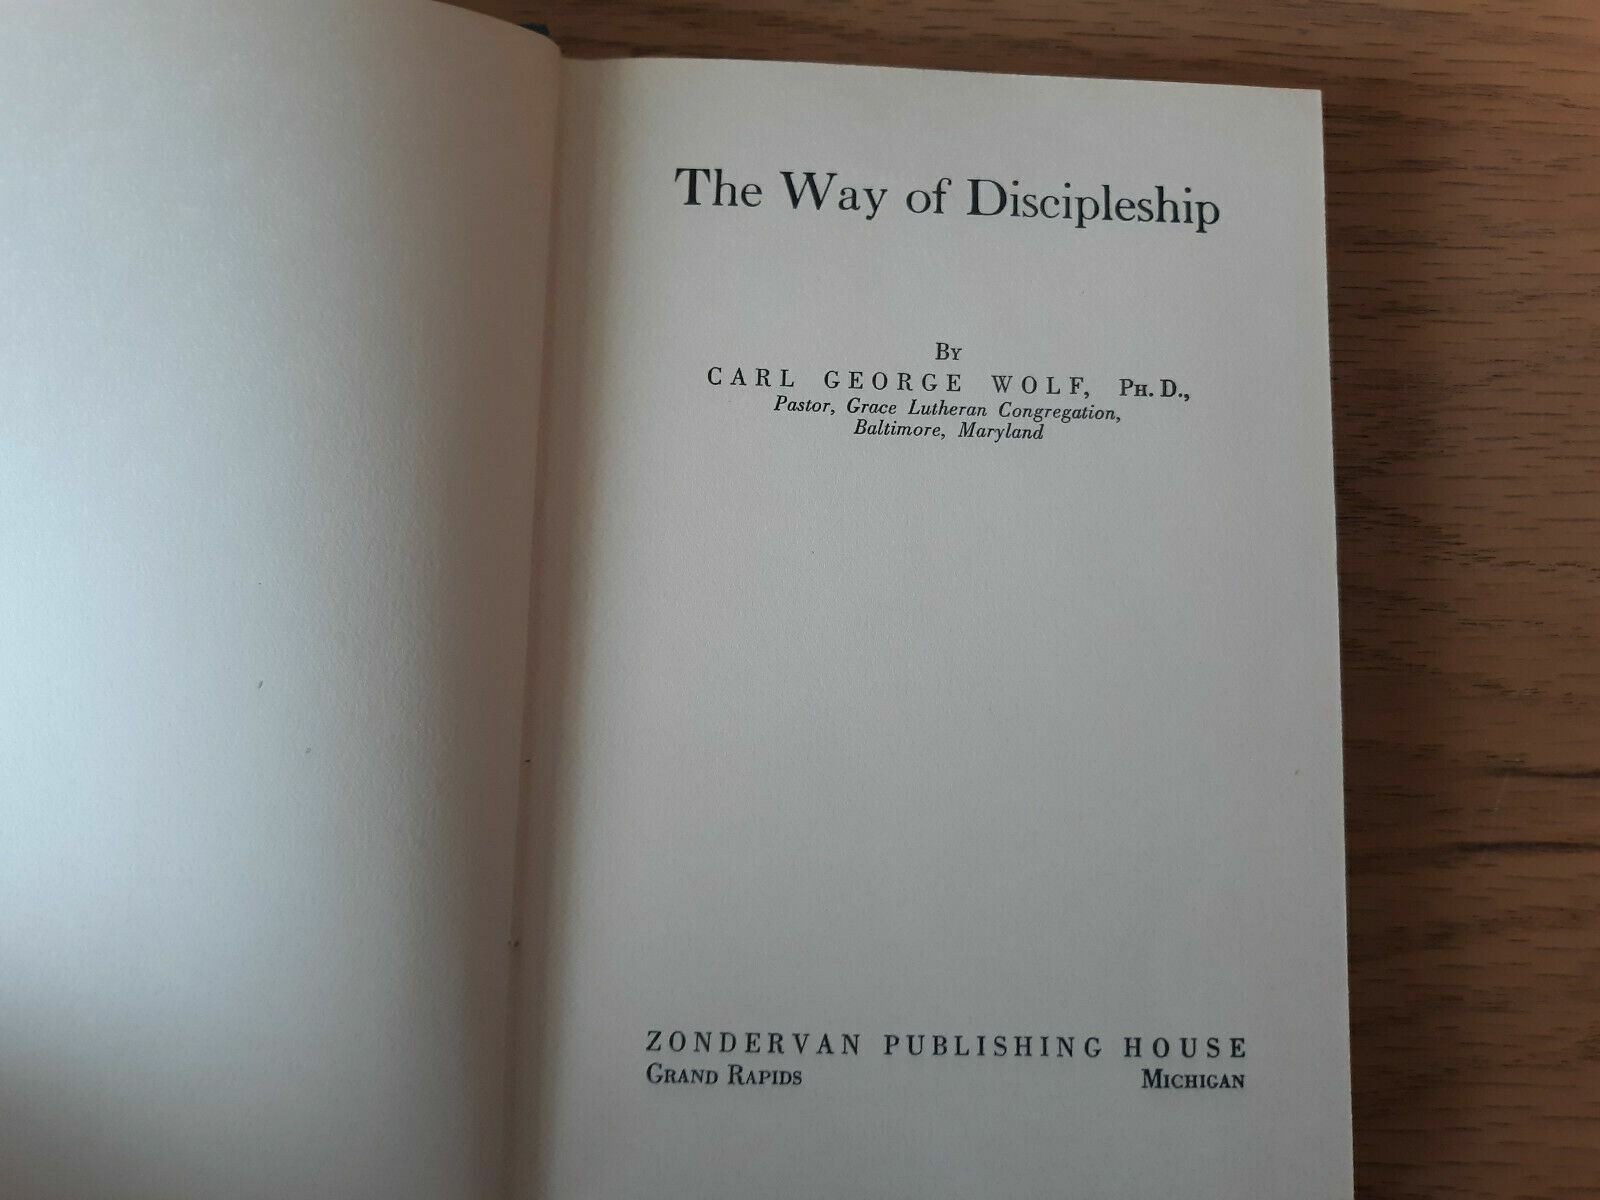 The Way of Discipleship
By
CARL GEORGE WOLF, Ph. D.,
Pastor, Grace Lutheran Congregation,
Baltimore, Maryland
ZONDERVAN PUBLISHING HOUSE
Grand Rapids Michigan